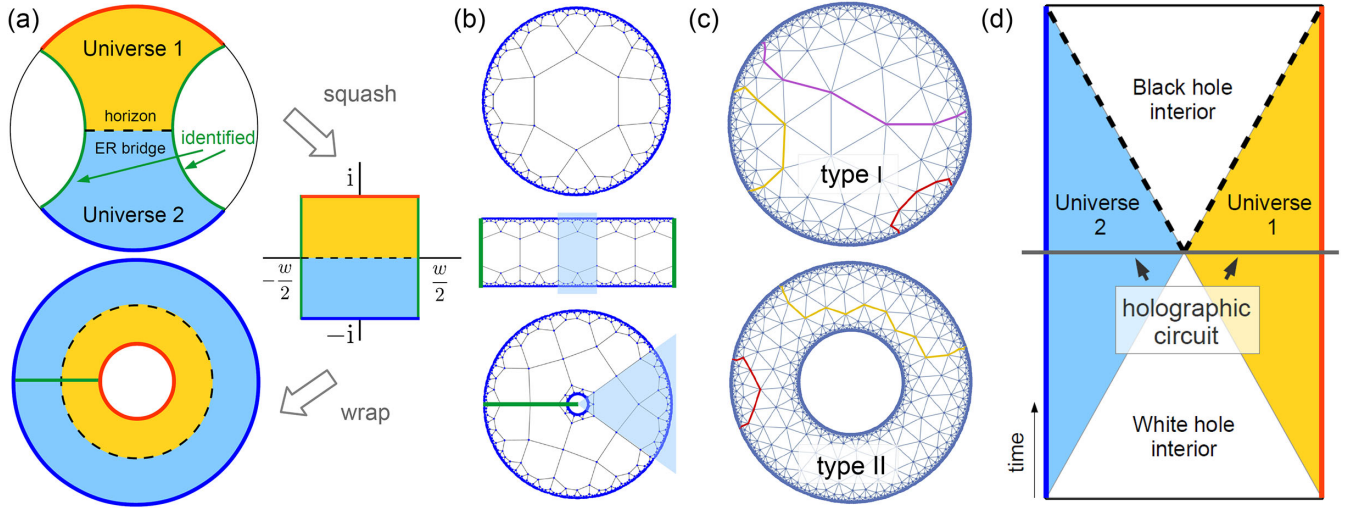 (a)
Universe 1
horizon
ER bridge
identified
Universe 2
squash
i
-w/2
w/2
-i
wrap
(b)
(c)
type I
type II
(d)
Black hole
interior
Universe
2
Universe
1
holographic
circuit
White hole
interior
time